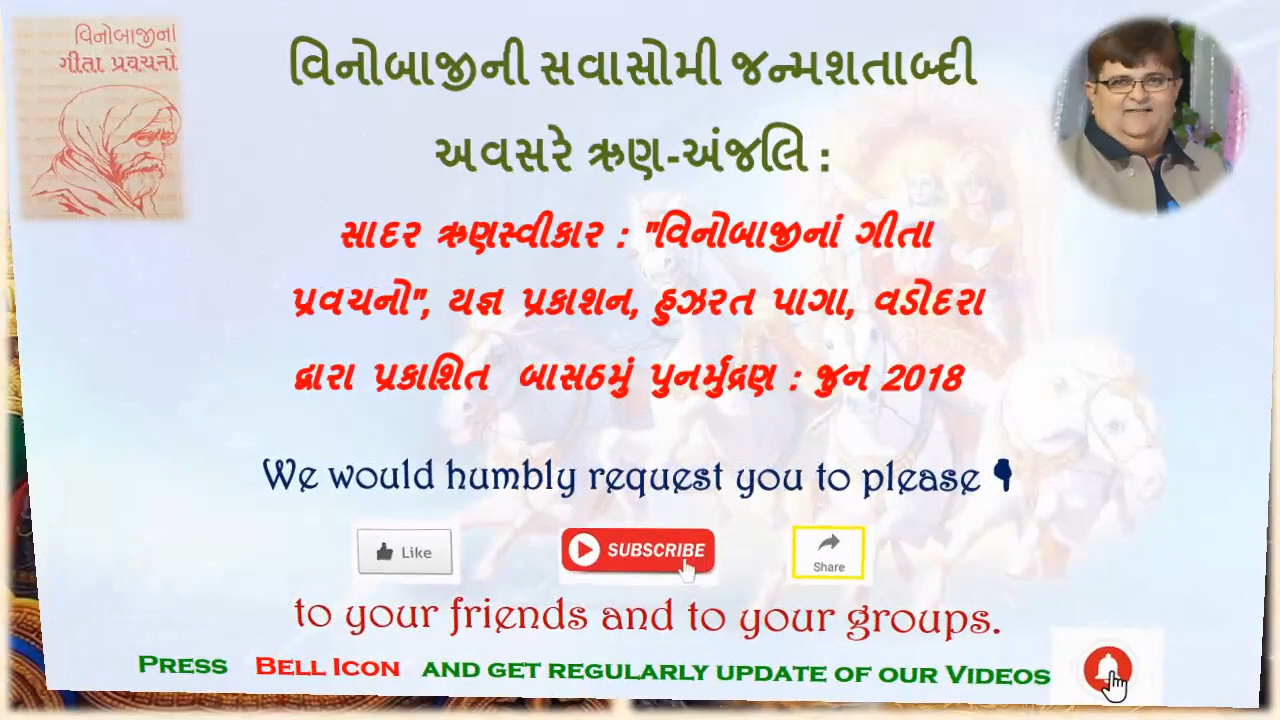 વિનોબાજીનાં
ગીતા પ્રવચનો
વિનોબાજીની સવાસોમી જન્મશતાબ્દી
અવસરે ઋણ-અંજલિ :
સાદર ઋણસ્વીકાર : "વિનોબાજીનાં ગીતા
પ્રવચનો", યજ્ઞ પ્રકાશન, હુઝરત પાગા, વડોદરા
દ્વારા પ્રકાશિત બાસઠમું પુનર્મુદ્રણ : જુન 2018
We would humbly request you to please
Like
SUBSCRIBE
Share
to your friends and to your groups.
PRESS BELL ICON AND GET REGULARLY UPDATE OF OUR VIDEOS